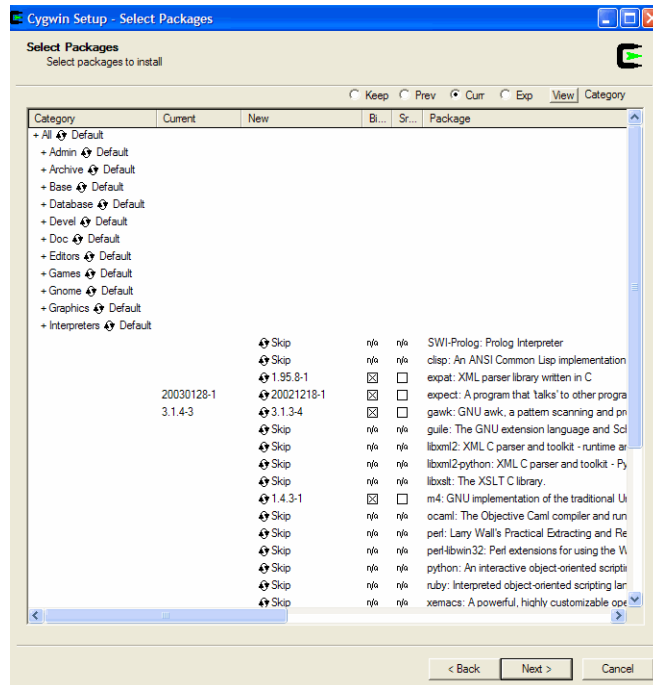 Cygwin Setup - Select Packages
Select Packages
Select packages to install
Keep Prev Curr Exp View Category
Category Current New Bi... Sr... Package
+ All Default
+ Admin Default
+ Archive Default
+ Base Default
+ Database Default
+ Devel Default
+ Doc Default
+ Editors Default
+ Games Default
+ Gnome Default
+ Graphics Default
+ Interpreters Default
Skip n/a n/a SWI-Prolog: Prolog Interpreter
Skip n/a n/a clisp: An ANSI Common Lisp implementation
1.95.8-1 expat: XML parser library written in C
20030128-1 20021218-1 expect: A program that 'talks' to other progra
3.1.4-3 3.1.3-4 gawk: GNU awk, a pattern scanning and pr
Skip n/a n/a guile: The GNU extension language and Scl
Skip n/a n/a libxml2: XML C parser and toolkit - runtime ar
Skip n/a n/a libxml2-python: XML C parser and toolkit - Py
Skip n/a n/a libxslt: The XSLT C library.
1.4.3-1 m4: GNU implementation of the traditional Ur
Skip n/a n/a ocaml: The Objective Caml compiler and run
Skip n/a n/a perl: Larry Wall's Practical Extracting and Re
Skip n/a n/a perl-libwin32: Perl extensions for using the W
Skip n/a n/a python: An interactive object-oriented scripti
Skip n/a n/a ruby: Interpreted object-oriented scripting lar
Skip n/a n/a xemacs: A powerful, highly customizable ope
< Back Next > Cancel